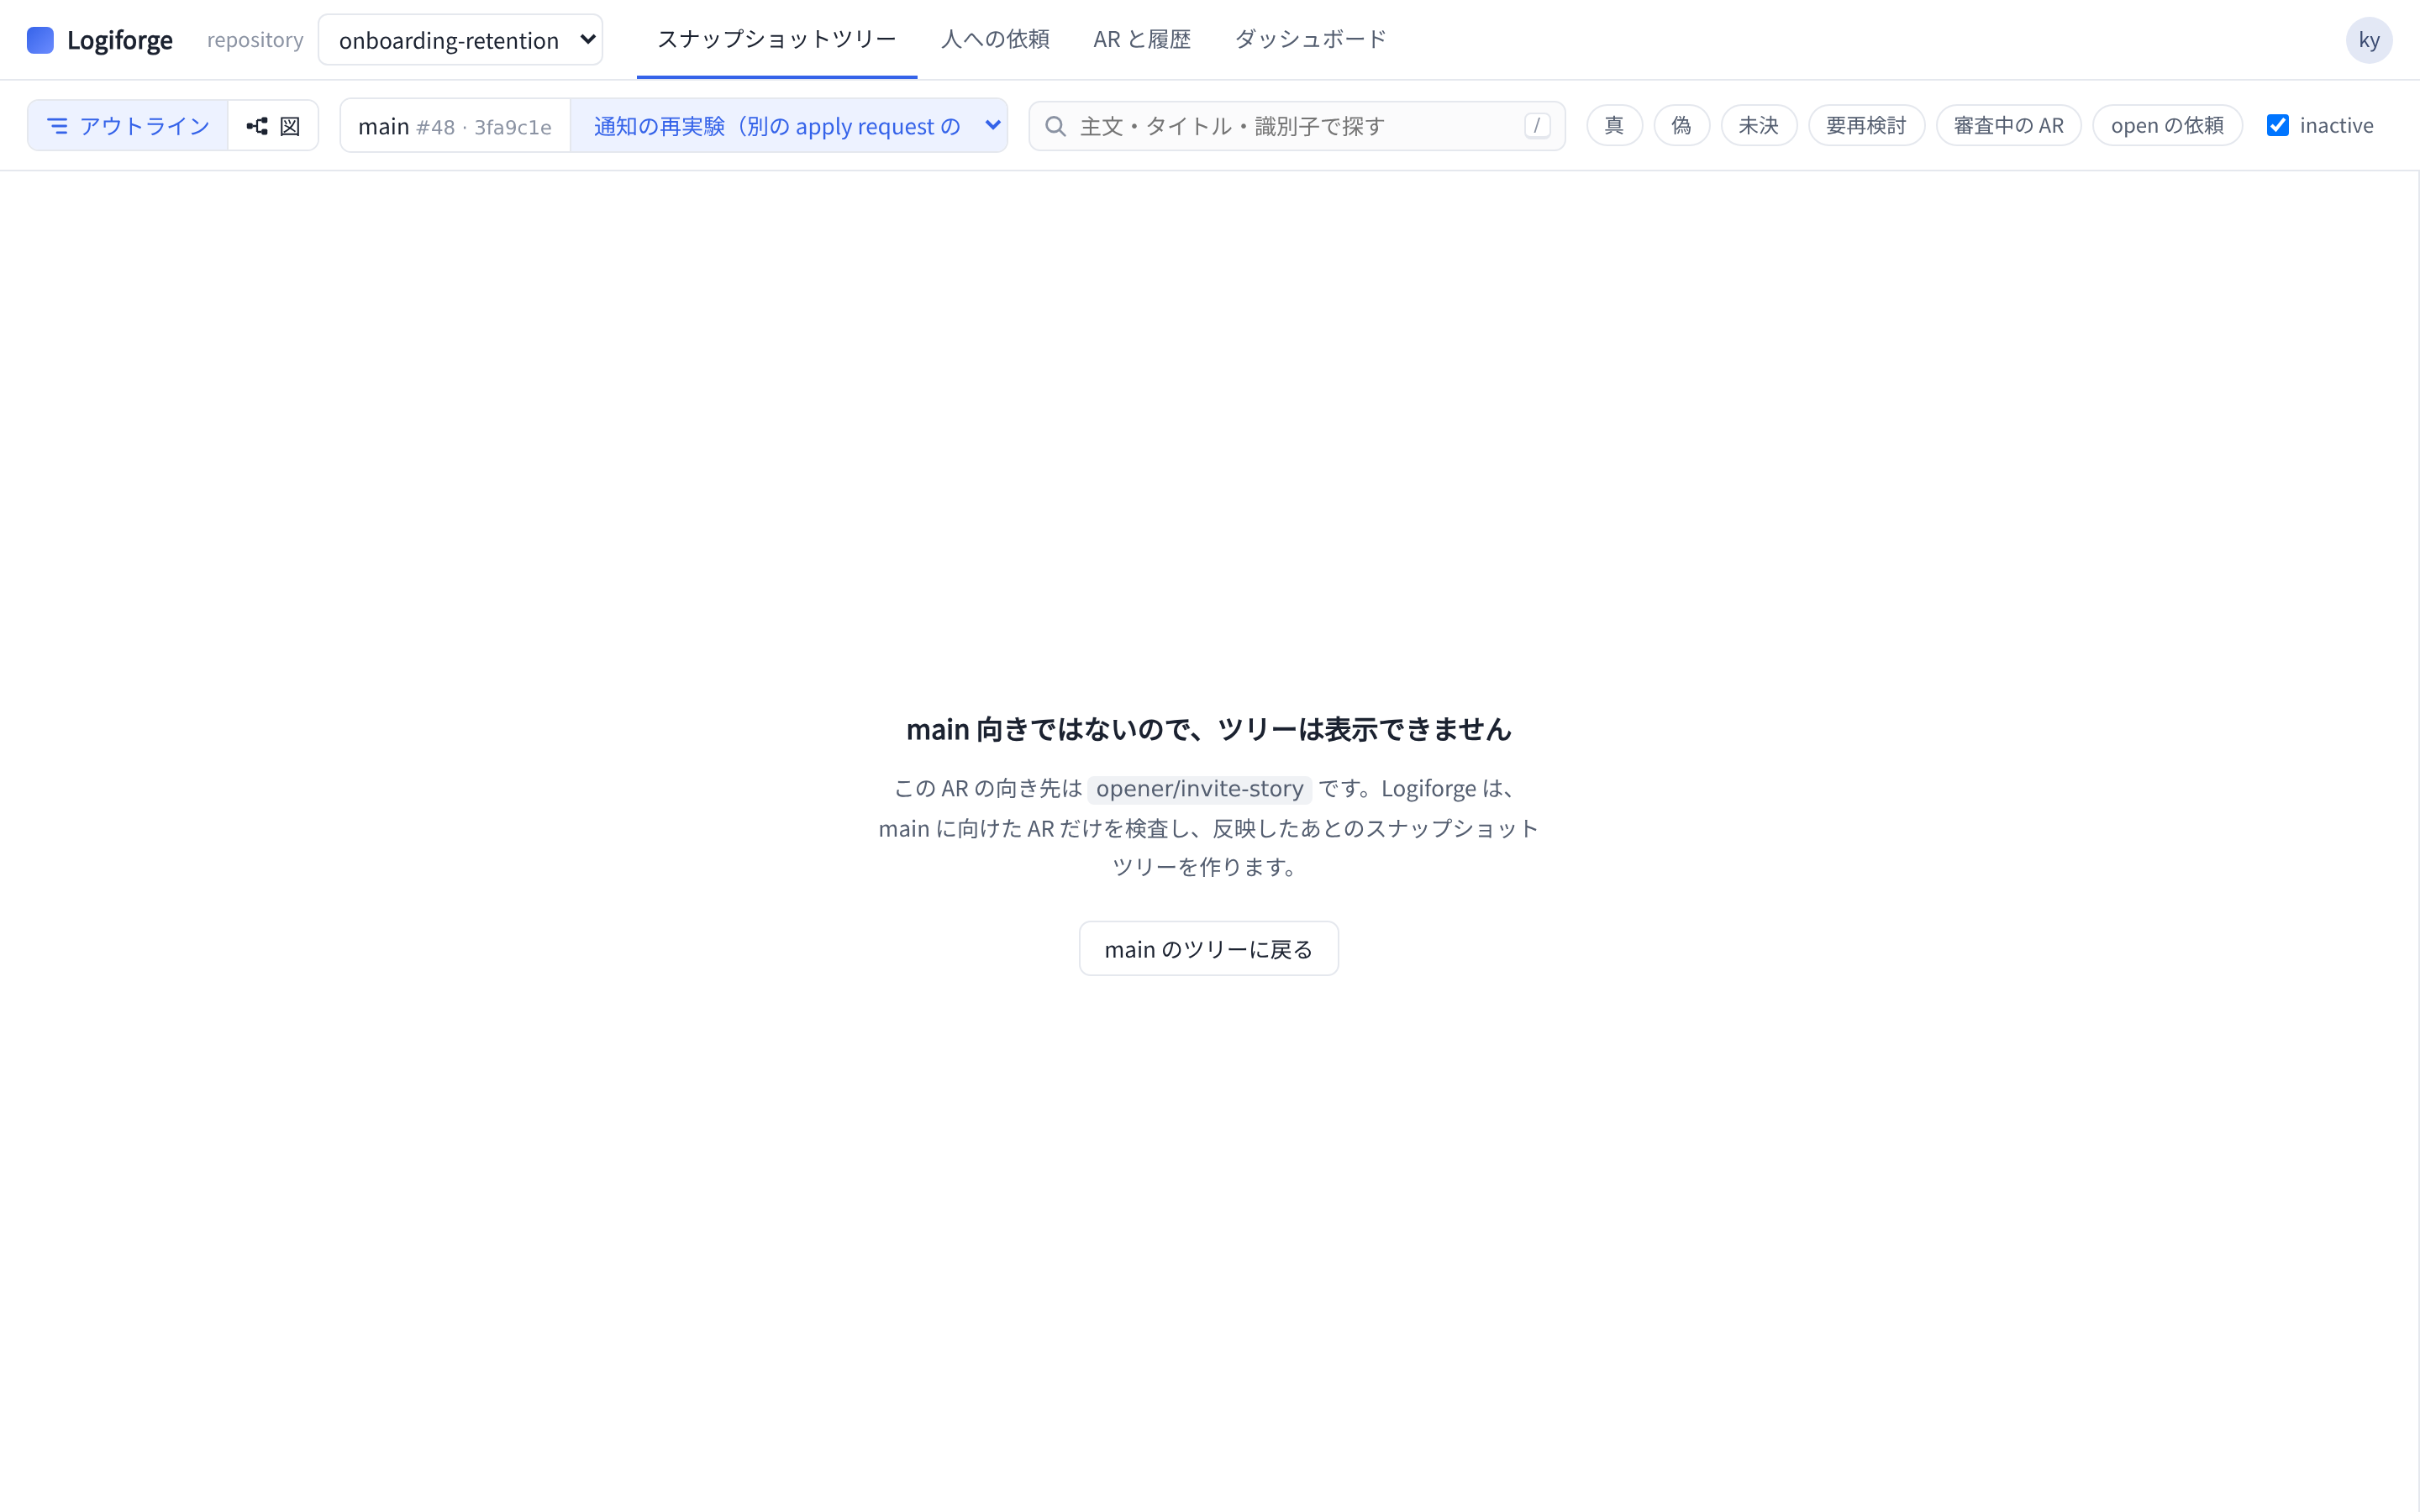 Logiforge repository onboarding-retention スナップショットツリー 人への依頼 AR と履歴 ダッシュボード ky
アウトライン 図 main #48 · 3fa9c1e 通知の再実験（別の apply request の 主文・タイトル・識別子で探す / 真 偽 未決 要再検討 審査中の AR open の依頼 inactive
main 向きではないので、ツリーは表示できません
この AR の向き先は opener/invite-story です。Logiforge は、
main に向けた AR だけを検査し、反映したあとのスナップショット
ツリーを作ります。
main のツリーに戻る